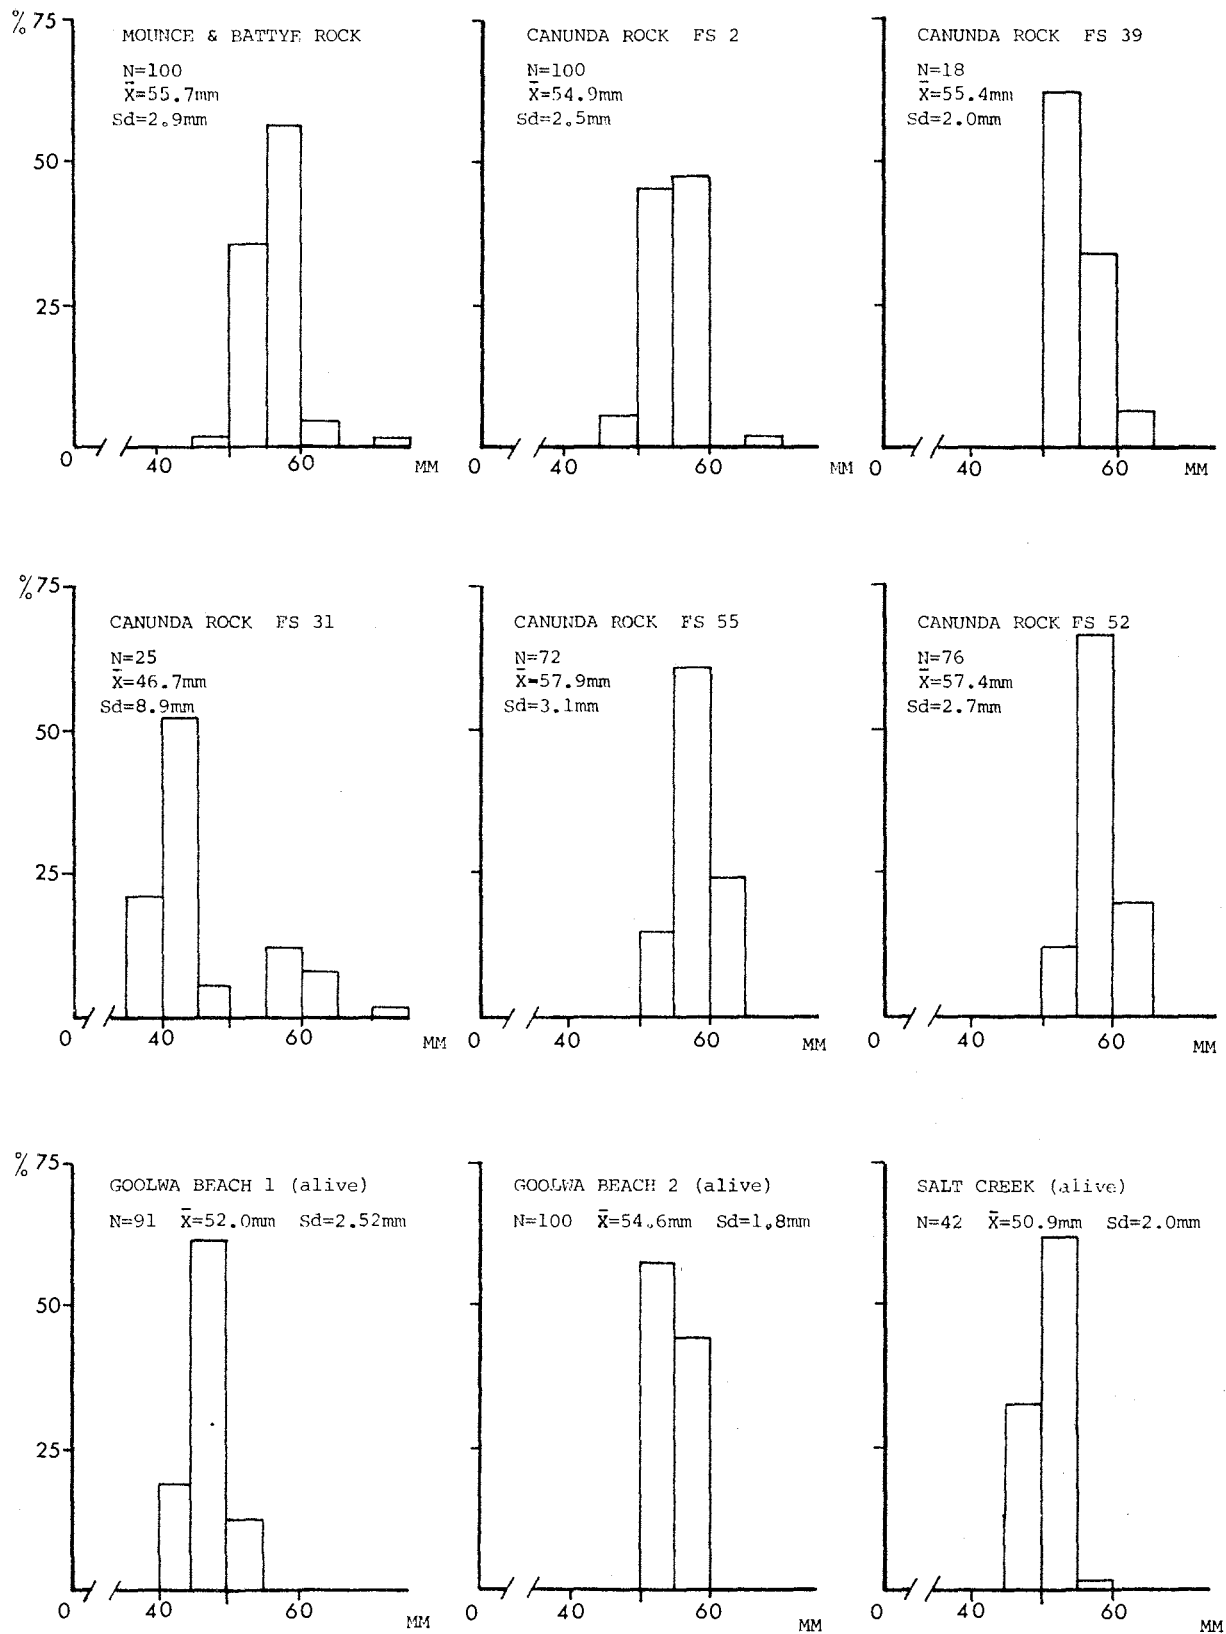 % 75
MOUNCE & BATTYE ROCK
N=100
X̄=55.7mm
Sd=2.9mm
50
25
0
40
60
MM
CANUNDA ROCK FS 2
N=100
X̄=54.9mm
Sd=2.5mm
0
40
60
MM
CANUNDA ROCK FS 39
N=18
X̄=55.4mm
Sd=2.0mm
0
40
60
MM
% 75
CANUNDA ROCK FS 31
N=25
X̄=46.7mm
Sd=8.9mm
50
25
0
40
60
MM
CANUNDA ROCK FS 55
N=72
X̄=57.9mm
Sd=3.1mm
0
40
60
MM
CANUNDA ROCK FS 52
N=76
X̄=57.4mm
Sd=2.7mm
0
40
60
MM
% 75
GOOLWA BEACH 1 (alive)
N=91 X̄=52.0mm Sd=2.52mm
50
25
0
40
60
MM
GOOLWA BEACH 2 (alive)
N=100 X̄=54.6mm Sd=1.8mm
0
40
60
MM
SALT CREEK (alive)
N=42 X̄=50.9mm Sd=2.0mm
0
40
60
MM